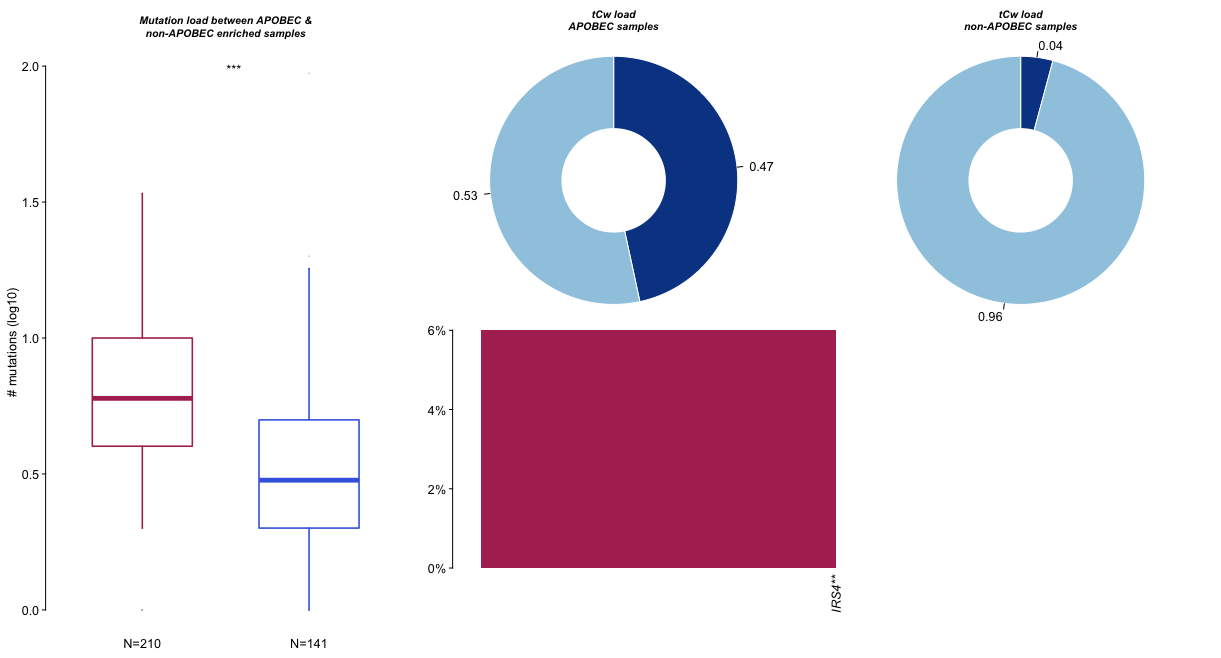 Mutation load between APOBEC &
non-APOBEC enriched samples
***
# mutations (log10)
2.0
1.5
1.0
0.5
0.0
N=210
N=141
tCw load
APOBEC samples
0.47
0.53
tCw load
non-APOBEC samples
0.04
0.96
6%
4%
2%
0%
IRS4**